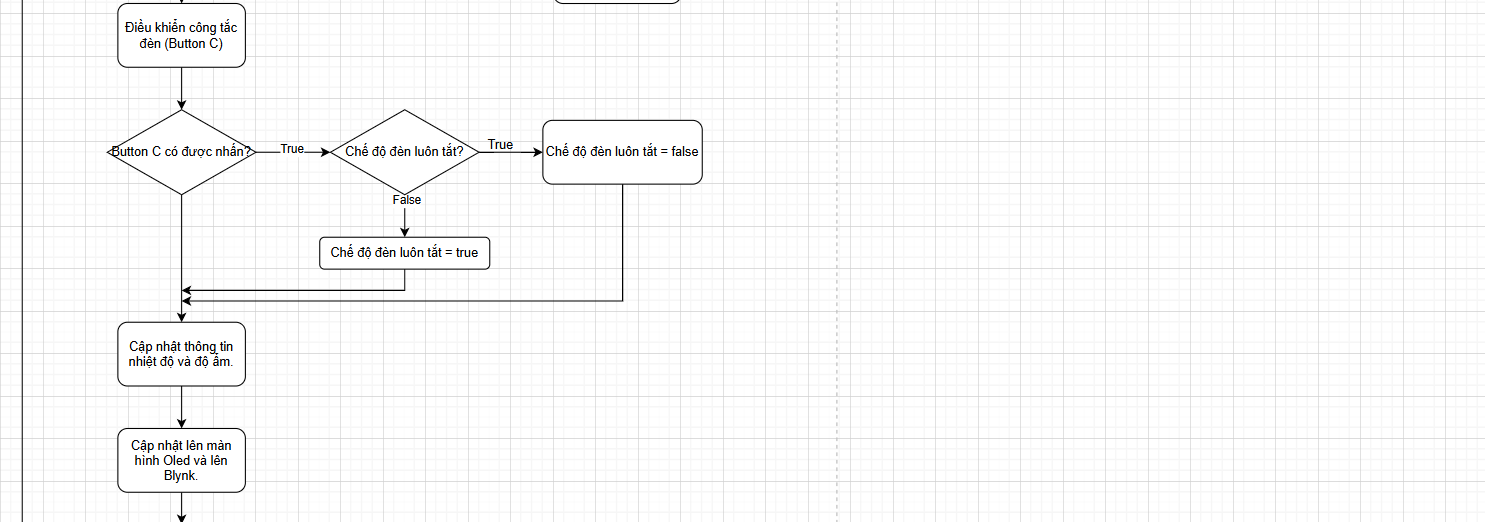 Điều khiển công tắc
đèn (Button C)
Button C có được nhấn?
True
Chế độ đèn luôn tắt?
True
Chế độ đèn luôn tắt = false
False
Chế độ đèn luôn tắt = true
Cập nhật thông tin
nhiệt độ và độ ẩm.
Cập nhật lên màn
hình Oled và lên
Blynk.